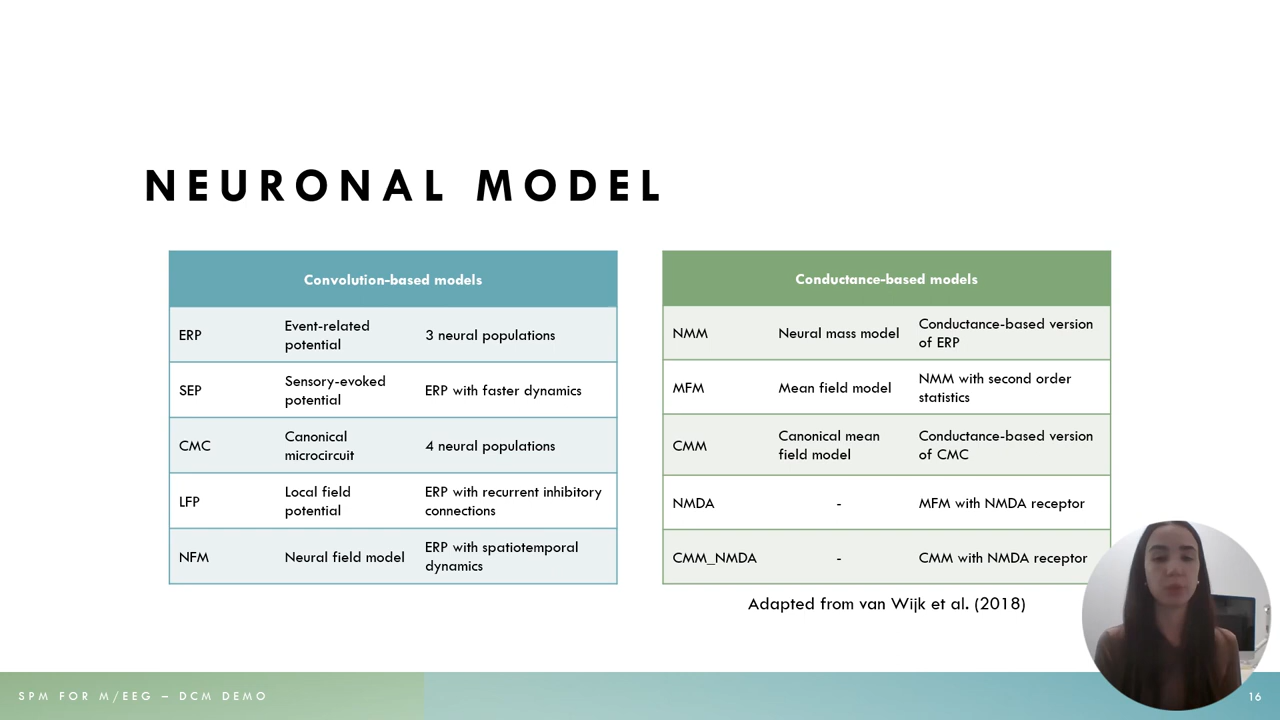 NEURONAL MODEL
Convolution-based models
ERP
Event-related
potential
3 neural populations
SEP
Sensory-evoked
potential
ERP with faster dynamics
CMC
Canonical
microcircuit
4 neural populations
LFP
Local field
potential
ERP with recurrent inhibitory
connections
NFM
Neural field model
ERP with spatiotemporal
dynamics
Conductance-based models
NMM
Neural mass model
Conductance-based version
of ERP
MFM
Mean field model
NMM with second order
statistics
CMM
Canonical mean
field model
Conductance-based version
of CMC
NMDA
-
MFM with NMDA receptor
CMM_NMDA
-
CMM with NMDA receptor
Adapted from van Wijk et al. (2018)
SPM FOR M/EEG – DCM DEMO
16